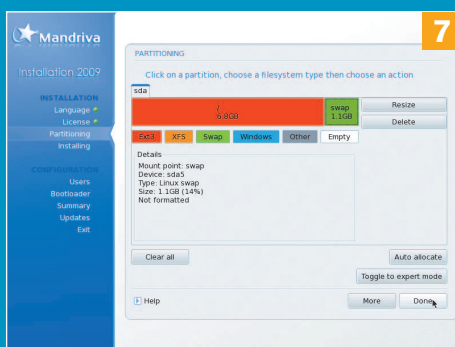 7
Mandriva
Installation 2009
INSTALLATION
Language
License
Partitioning
Installing
CONFIGURATION
Users
Bootloader
Summary
Updates
Exit
PARTITIONING
Click on a partition, choose a filesystem type then choose an action
sda
/
6.8GB
swap
1.1GB
Resize
Delete
Ext3 XFS Swap Windows Other Empty
Details
Mount point: swap
Device: sda5
Type: Linux swap
Size: 1.1GB (14%)
Not formatted
Clear all
Auto allocate
Toggle to expert mode
Help
More
Done